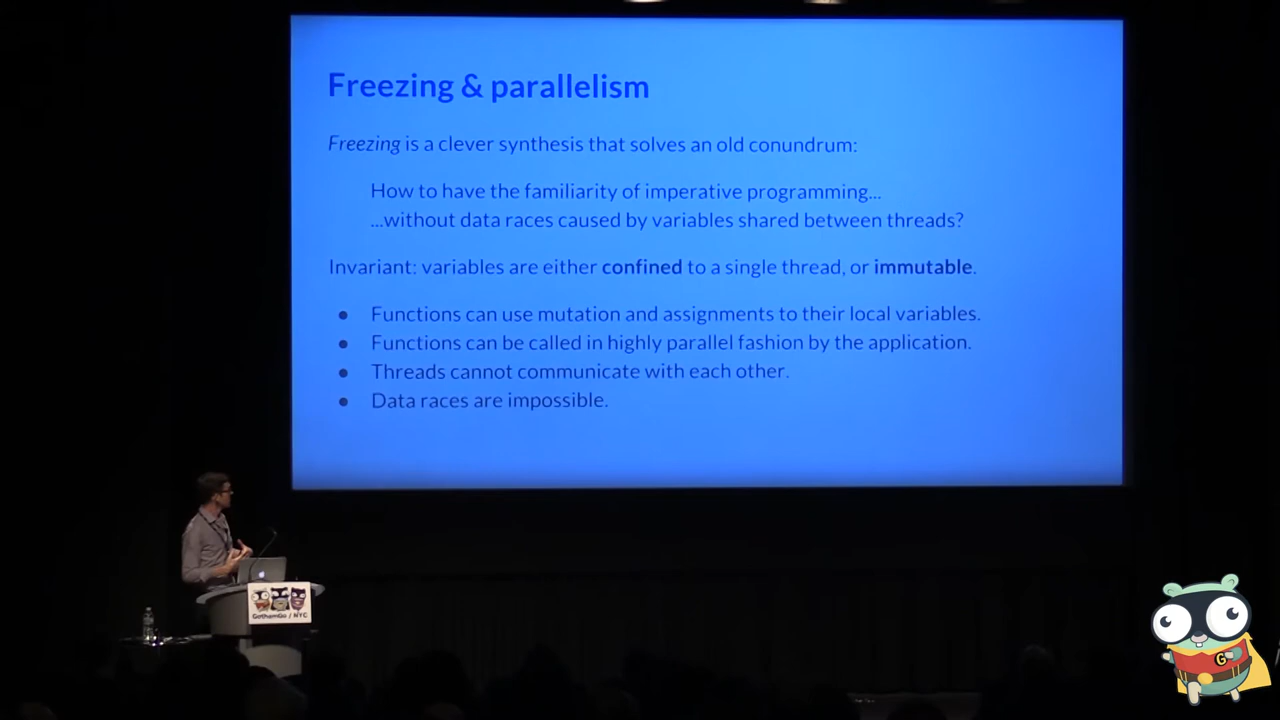 Freezing & parallelism
Freezing is a clever synthesis that solves an old conundrum:
How to have the familiarity of imperative programming...
...without data races caused by variables shared between threads?
Invariant: variables are either confined to a single thread, or immutable.
● Functions can use mutation and assignments to their local variables.
● Functions can be called in highly parallel fashion by the application.
● Threads cannot communicate with each other.
● Data races are impossible.
GothamGo / NYC
G